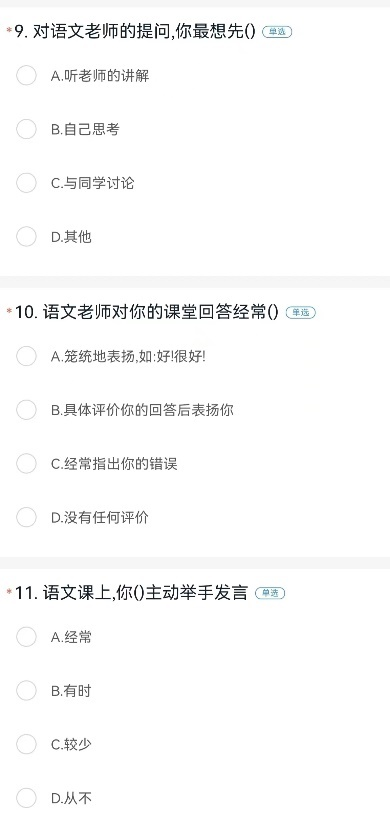 *9. 对语文老师的提问,你最想先() 单选
A.听老师的讲解
B.自己思考
C.与同学讨论
D.其他
*10. 语文老师对你的课堂回答经常() 单选
A.笼统地表扬,如:好!很好!
B.具体评价你的回答后表扬你
C.经常指出你的错误
D.没有任何评价
*11. 语文课上,你()主动举手发言 单选
A.经常
B.有时
C.较少
D.从不